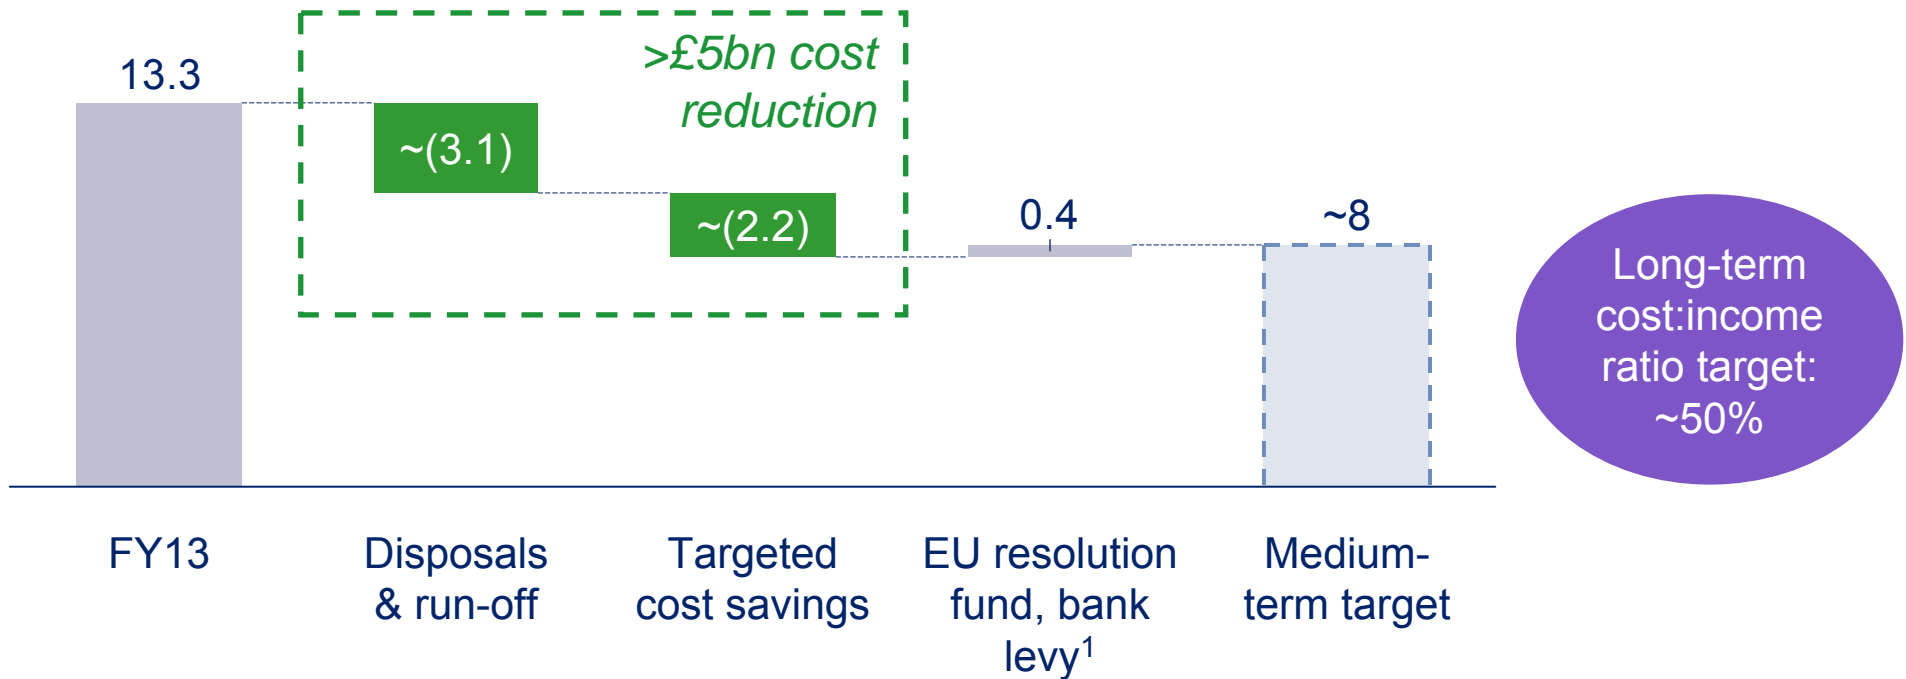 >£5bn cost
reduction
13.3
~(3.1)
~(2.2)
0.4
~8
Long-term
cost:income
ratio target:
~50%
FY13
Disposals
& run-off
Targeted
cost savings
EU resolution
fund, bank
levy¹
Medium-
term target